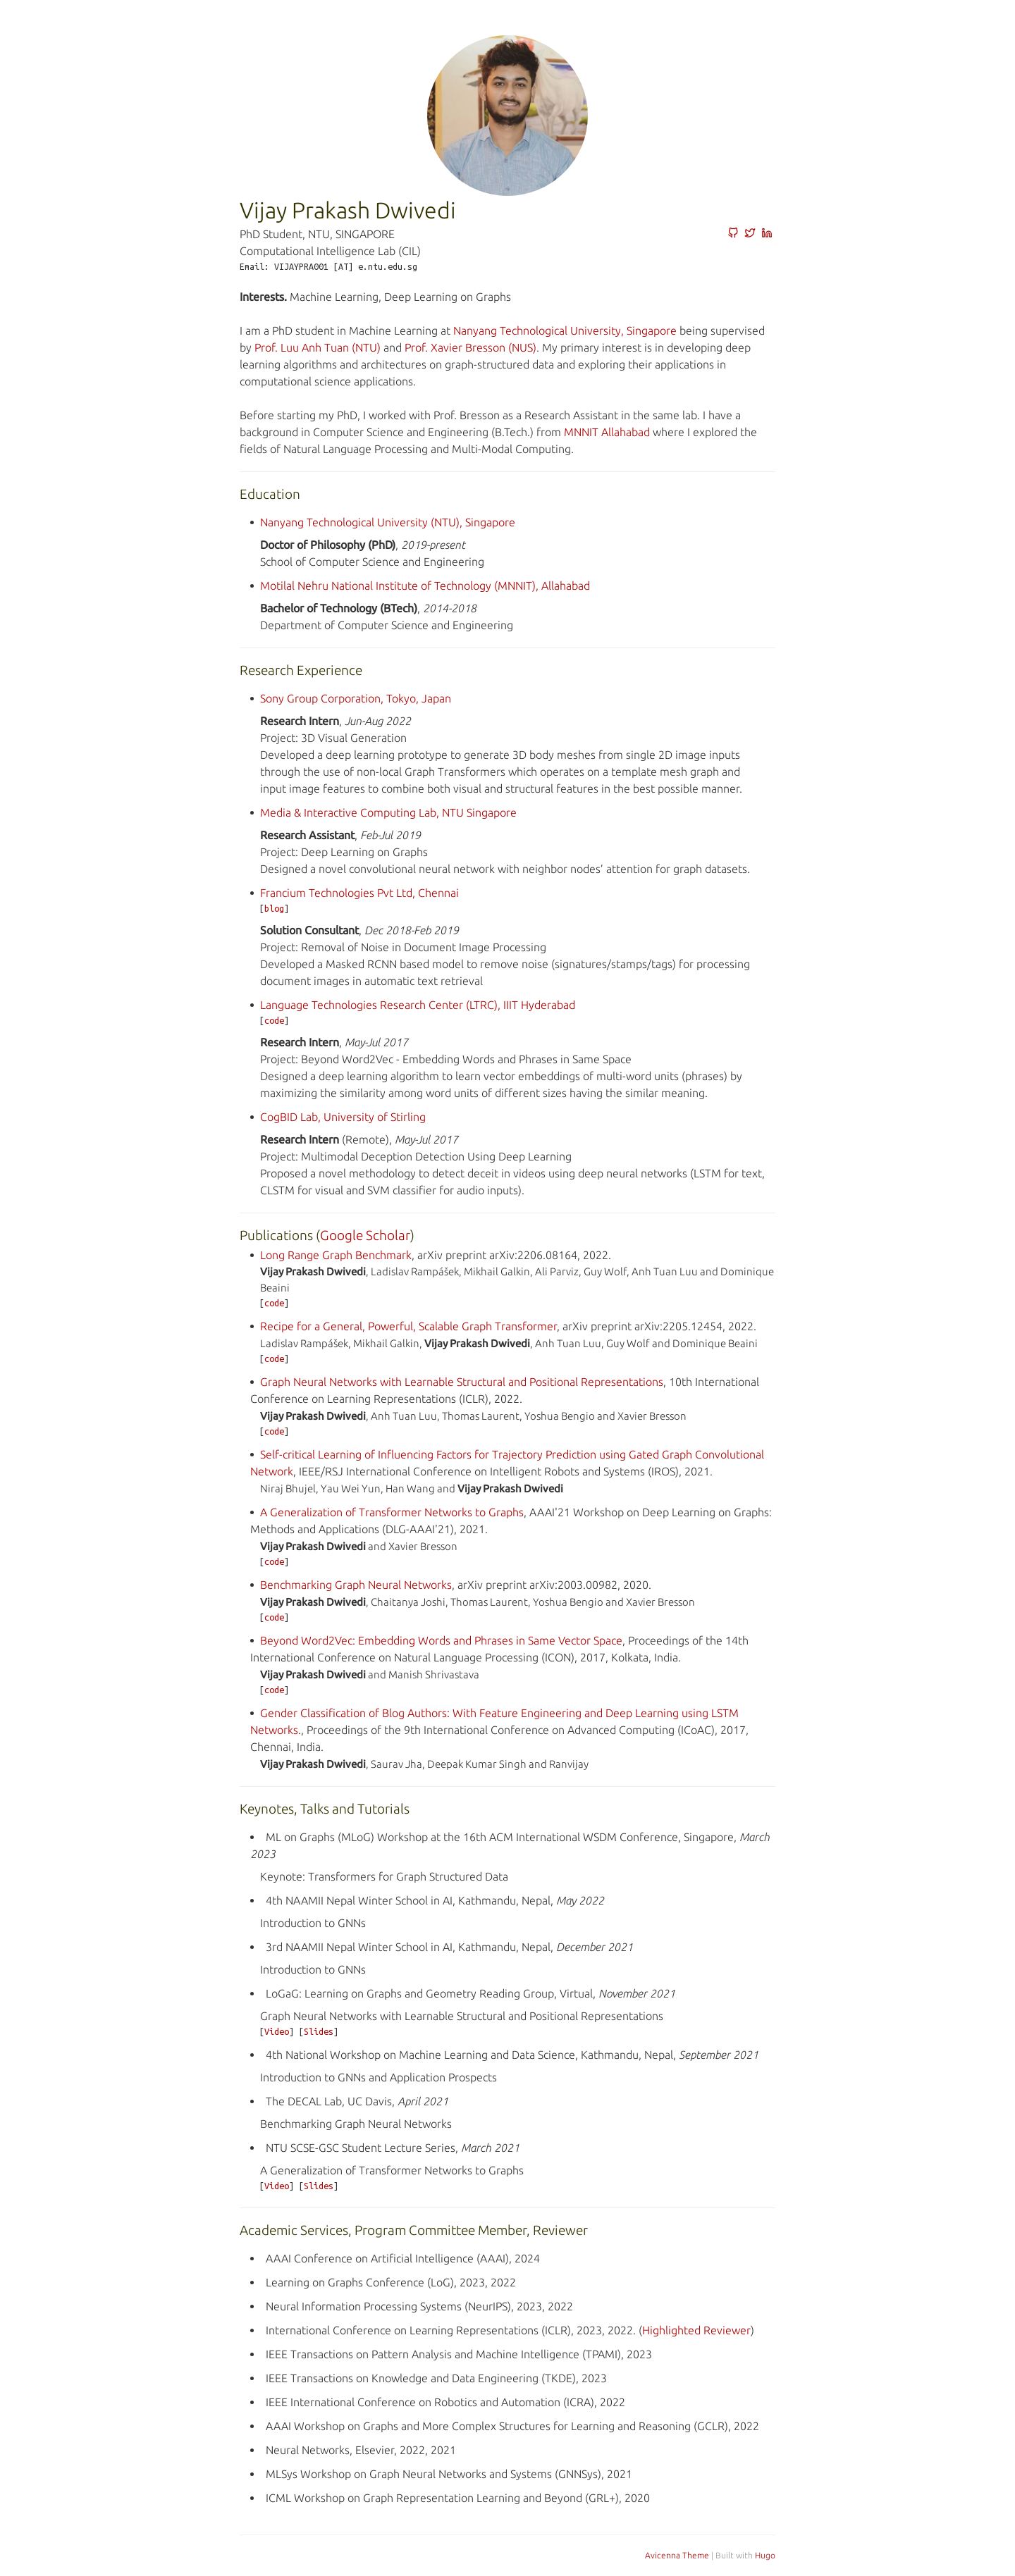 Vijay Prakash Dwivedi
PhD Student, NTU, SINGAPORE
Computational Intelligence Lab (CIL)
Email: VIJAYPRA001 [AT] e.ntu.edu.sg
Interests. Machine Learning, Deep Learning on Graphs
I am a PhD student in Machine Learning at Nanyang Technological University, Singapore being supervised
by Prof. Luu Anh Tuan (NTU) and Prof. Xavier Bresson (NUS). My primary interest is in developing deep
learning algorithms and architectures on graph-structured data and exploring their applications in
computational science applications.
Before starting my PhD, I worked with Prof. Bresson as a Research Assistant in the same lab. I have a
background in Computer Science and Engineering (B.Tech.) from MNNIT Allahabad where I explored the
fields of Natural Language Processing and Multi-Modal Computing.
Education
• Nanyang Technological University (NTU), Singapore
Doctor of Philosophy (PhD), 2019-present
School of Computer Science and Engineering
• Motilal Nehru National Institute of Technology (MNNIT), Allahabad
Bachelor of Technology (BTech), 2014-2018
Department of Computer Science and Engineering
Research Experience
• Sony Group Corporation, Tokyo, Japan
Research Intern, Jun-Aug 2022
Project: 3D Visual Generation
Developed a deep learning prototype to generate 3D body meshes from single 2D image inputs
through the use of non-local Graph Transformers which operates on a template mesh graph and
input image features to combine both visual and structural features in the best possible manner.
• Media & Interactive Computing Lab, NTU Singapore
Research Assistant, Feb-Jul 2019
Project: Deep Learning on Graphs
Designed a novel convolutional neural network with neighbor nodes' attention for graph datasets.
• Francium Technologies Pvt Ltd, Chennai
[blog]
Solution Consultant, Dec 2018-Feb 2019
Project: Removal of Noise in Document Image Processing
Developed a Masked RCNN based model to remove noise (signatures/stamps/tags) for processing
document images in automatic text retrieval
• Language Technologies Research Center (LTRC), IIIT Hyderabad
[code]
Research Intern, May-Jul 2017
Project: Beyond Word2Vec - Embedding Words and Phrases in Same Space
Designed a deep learning algorithm to learn vector embeddings of multi-word units (phrases) by
maximizing the similarity among word units of different sizes having the similar meaning.
• CogBID Lab, University of Stirling
Research Intern (Remote), May-Jul 2017
Project: Multimodal Deception Detection Using Deep Learning
Proposed a novel methodology to detect deceit in videos using deep neural networks (LSTM for text,
CLSTM for visual and SVM classifier for audio inputs).
Publications (Google Scholar)
• Long Range Graph Benchmark, arXiv preprint arXiv:2206.08164, 2022.
Vijay Prakash Dwivedi, Ladislav Rampášek, Mikhail Galkin, Ali Parviz, Guy Wolf, Anh Tuan Luu and Dominique
Beaini
[code]
• Recipe for a General, Powerful, Scalable Graph Transformer, arXiv preprint arXiv:2205.12454, 2022.
Ladislav Rampášek, Mikhail Galkin, Vijay Prakash Dwivedi, Anh Tuan Luu, Guy Wolf and Dominique Beaini
[code]
• Graph Neural Networks with Learnable Structural and Positional Representations, 10th International
Conference on Learning Representations (ICLR), 2022.
Vijay Prakash Dwivedi, Anh Tuan Luu, Thomas Laurent, Yoshua Bengio and Xavier Bresson
[code]
• Self-critical Learning of Influencing Factors for Trajectory Prediction using Gated Graph Convolutional
Network, IEEE/RSJ International Conference on Intelligent Robots and Systems (IROS), 2021.
Niraj Bhujel, Yau Wei Yun, Han Wang and Vijay Prakash Dwivedi
• A Generalization of Transformer Networks to Graphs, AAAI'21 Workshop on Deep Learning on Graphs:
Methods and Applications (DLG-AAAI'21), 2021.
Vijay Prakash Dwivedi and Xavier Bresson
[code]
• Benchmarking Graph Neural Networks, arXiv preprint arXiv:2003.00982, 2020.
Vijay Prakash Dwivedi, Chaitanya Joshi, Thomas Laurent, Yoshua Bengio and Xavier Bresson
[code]
• Beyond Word2Vec: Embedding Words and Phrases in Same Vector Space, Proceedings of the 14th
International Conference on Natural Language Processing (ICON), 2017, Kolkata, India.
Vijay Prakash Dwivedi and Manish Shrivastava
[code]
• Gender Classification of Blog Authors: With Feature Engineering and Deep Learning using LSTM
Networks., Proceedings of the 9th International Conference on Advanced Computing (ICoAC), 2017,
Chennai, India.
Vijay Prakash Dwivedi, Saurav Jha, Deepak Kumar Singh and Ranvijay
Keynotes, Talks and Tutorials
• ML on Graphs (MLoG) Workshop at the 16th ACM International WSDM Conference, Singapore, March
2023
Keynote: Transformers for Graph Structured Data
• 4th NAAMII Nepal Winter School in AI, Kathmandu, Nepal, May 2022
Introduction to GNNs
• 3rd NAAMII Nepal Winter School in AI, Kathmandu, Nepal, December 2021
Introduction to GNNs
• LoGaG: Learning on Graphs and Geometry Reading Group, Virtual, November 2021
Graph Neural Networks with Learnable Structural and Positional Representations
[Video] [Slides]
• 4th National Workshop on Machine Learning and Data Science, Kathmandu, Nepal, September 2021
Introduction to GNNs and Application Prospects
• The DECAL Lab, UC Davis, April 2021
Benchmarking Graph Neural Networks
• NTU SCSE-GSC Student Lecture Series, March 2021
A Generalization of Transformer Networks to Graphs
[Video] [Slides]
Academic Services, Program Committee Member, Reviewer
• AAAI Conference on Artificial Intelligence (AAAI), 2024
• Learning on Graphs Conference (LoG), 2023, 2022
• Neural Information Processing Systems (NeurIPS), 2023, 2022
• International Conference on Learning Representations (ICLR), 2023, 2022. (Highlighted Reviewer)
• IEEE Transactions on Pattern Analysis and Machine Intelligence (TPAMI), 2023
• IEEE Transactions on Knowledge and Data Engineering (TKDE), 2023
• IEEE International Conference on Robotics and Automation (ICRA), 2022
• AAAI Workshop on Graphs and More Complex Structures for Learning and Reasoning (GCLR), 2022
• Neural Networks, Elsevier, 2022, 2021
• MLSys Workshop on Graph Neural Networks and Systems (GNNSys), 2021
• ICML Workshop on Graph Representation Learning and Beyond (GRL+), 2020
Avicenna Theme | Built with Hugo